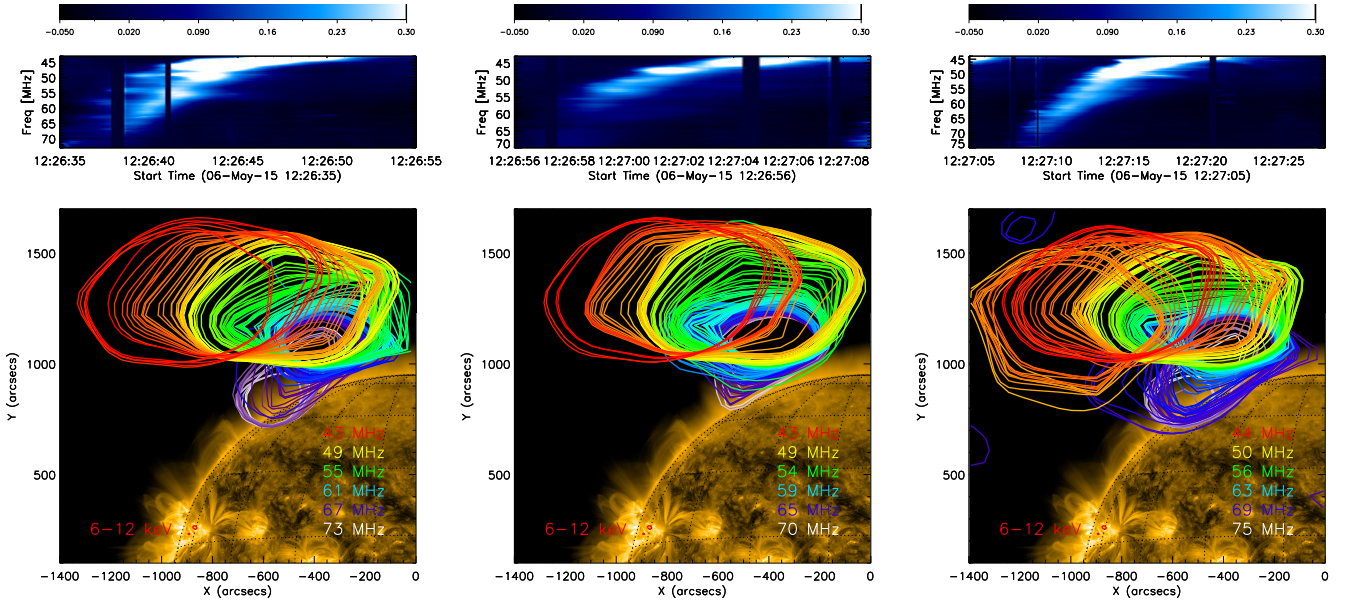 -0.050 0.020 0.090 0.16 0.23 0.30
-0.050 0.020 0.090 0.16 0.23 0.30
-0.050 0.020 0.090 0.16 0.23 0.30
Freq [MHz]
45
50
55
60
65
70
12:26:35 12:26:40 12:26:45 12:26:50 12:26:55
Start Time (06-May-15 12:26:35)
Freq [MHz]
45
50
55
60
65
70
12:26:56 12:26:58 12:27:00 12:27:02 12:27:04 12:27:06 12:27:08
Start Time (06-May-15 12:26:56)
Freq [MHz]
45
50
55
60
65
70
75
12:27:05 12:27:10 12:27:15 12:27:20 12:27:25
Start Time (06-May-15 12:27:05)
Y (arcsecs)
1500
1000
500
43 MHz
49 MHz
55 MHz
61 MHz
67 MHz
73 MHz
6-12 keV
-1400 -1200 -1000 -800 -600 -400 -200 0
X (arcsecs)
Y (arcsecs)
1500
1000
500
43 MHz
49 MHz
54 MHz
59 MHz
65 MHz
70 MHz
6-12 keV
-1400 -1200 -1000 -800 -600 -400 -200 0
X (arcsecs)
Y (arcsecs)
1500
1000
500
44 MHz
50 MHz
56 MHz
63 MHz
69 MHz
75 MHz
6-12 keV
-1400 -1200 -1000 -800 -600 -400 -200 0
X (arcsecs)